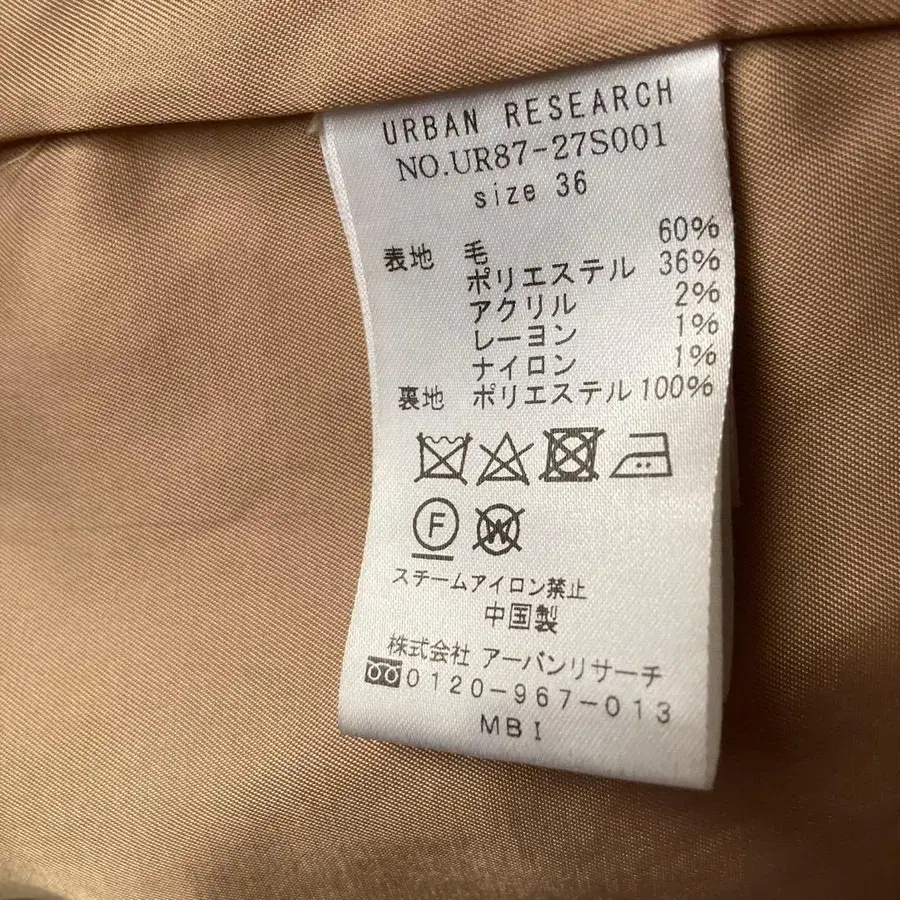 URBAN RESEARCH
NO.UR87-27S001
size 36
表地 毛 60%
ポリエステル 36%
アクリル 2%
レーヨン 1%
ナイロン 1%
裏地 ポリエステル 100%
F W
スチームアイロン禁止
中国製
株式会社 アーバンリサーチ
0120-967-013
MBI